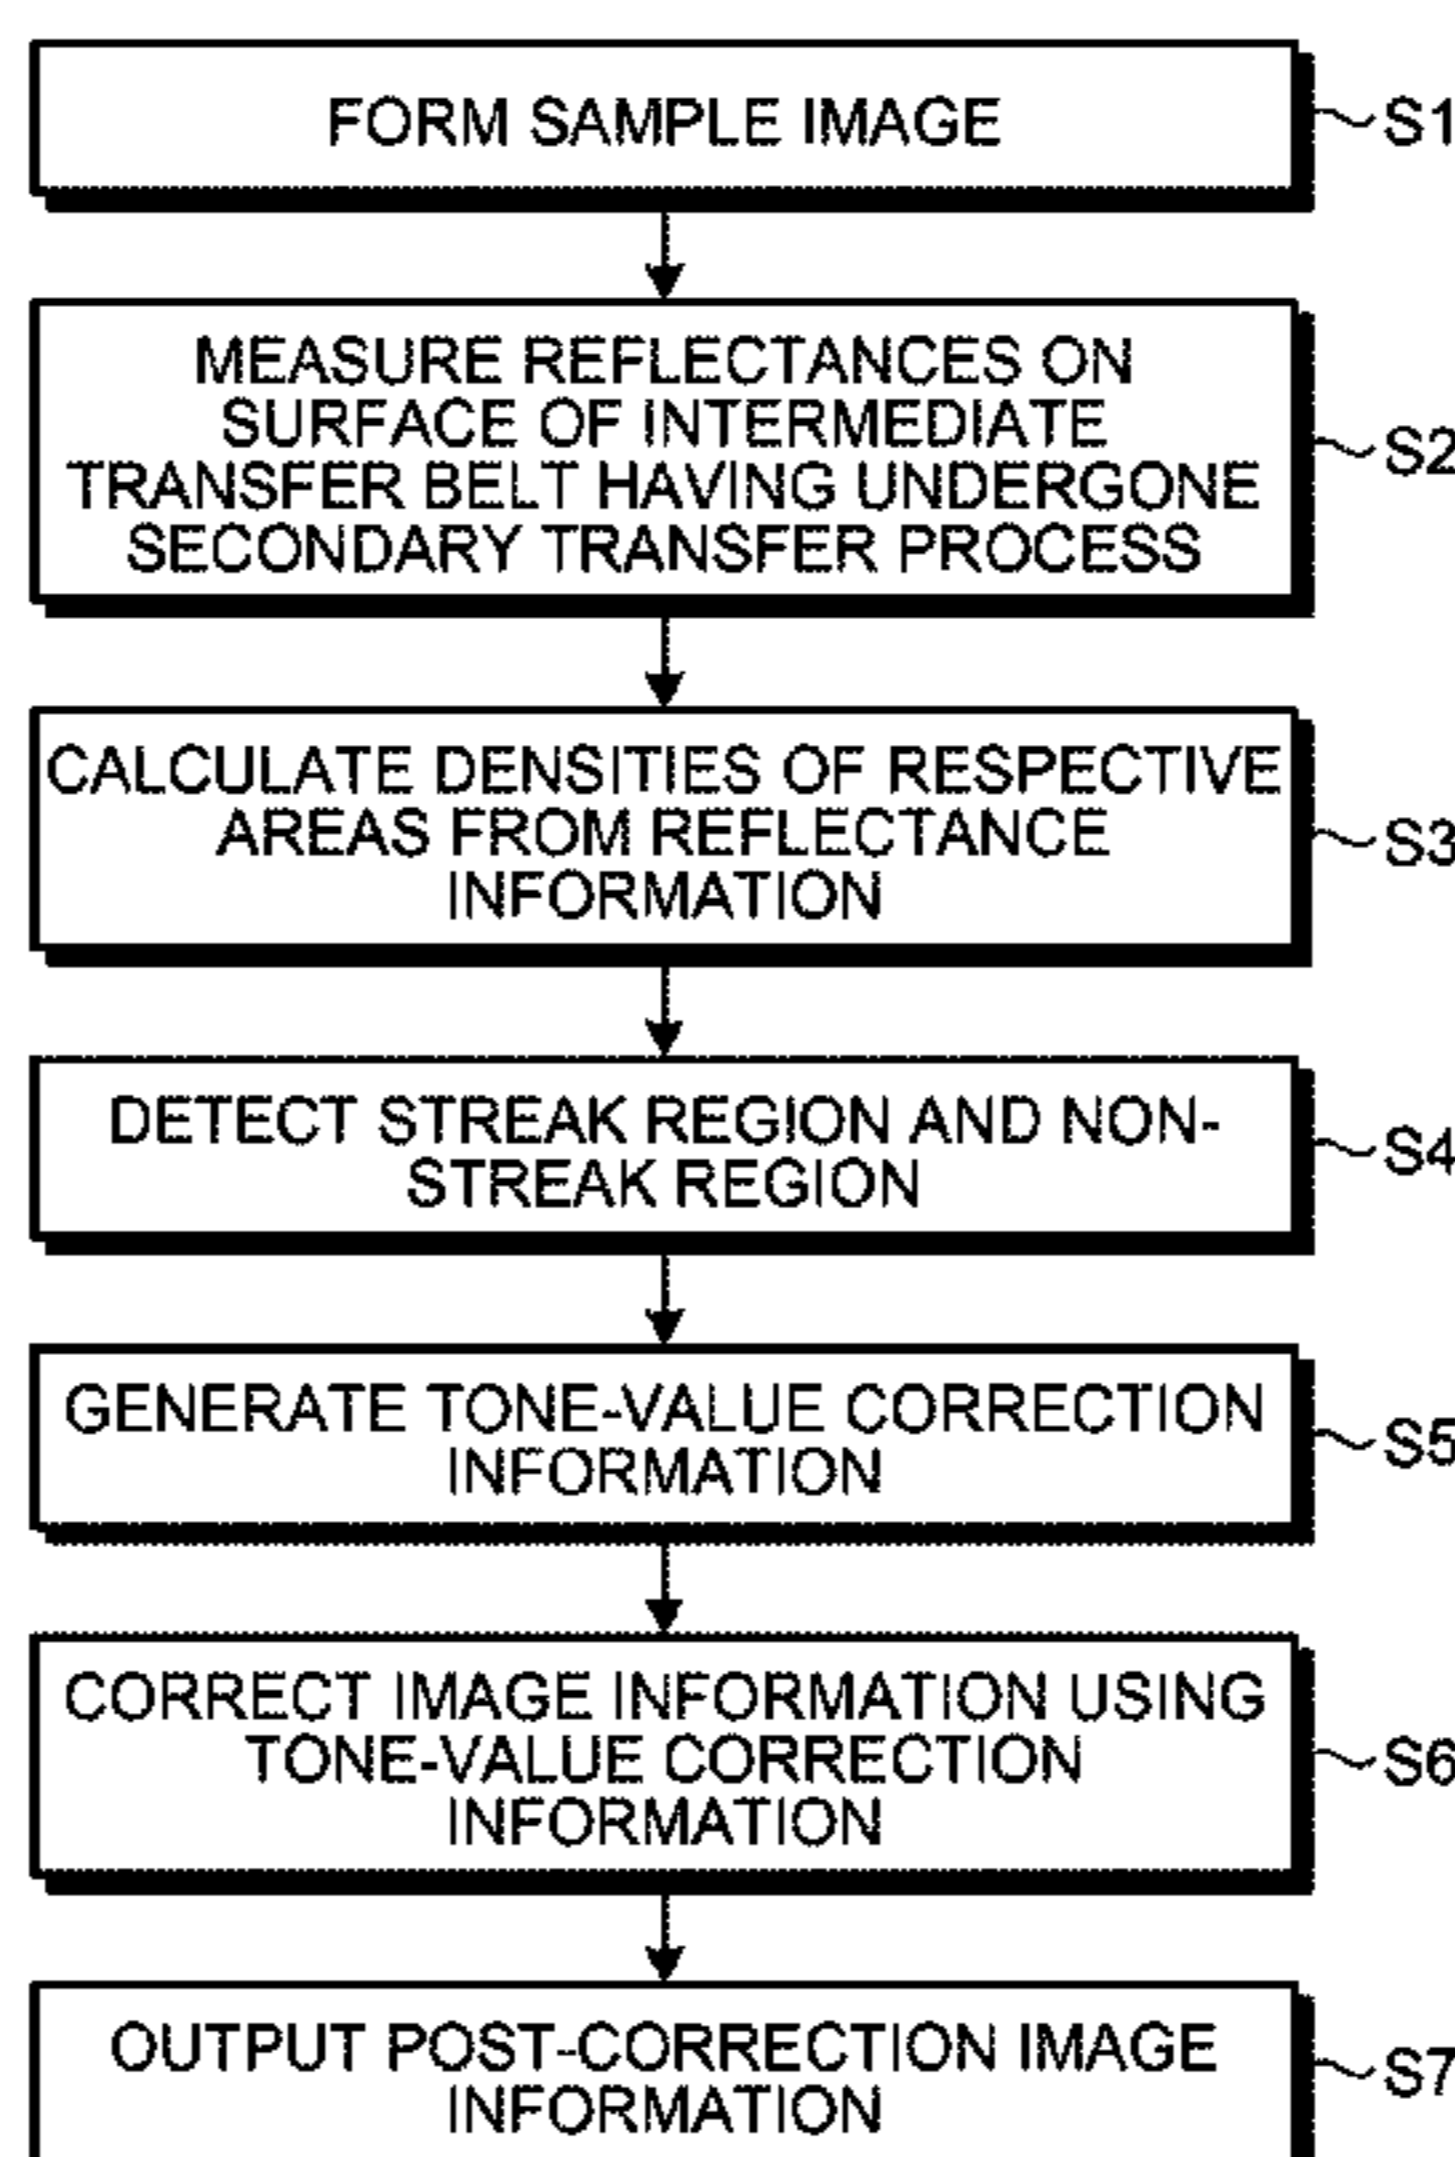 FORM SAMPLE IMAGE
S1
MEASURE REFLECTANCES ON
SURFACE OF INTERMEDIATE
TRANSFER BELT HAVING UNDERGONE
SECONDARY TRANSFER PROCESS
S2
CALCULATE DENSITIES OF RESPECTIVE
AREAS FROM REFLECTANCE
INFORMATION
S3
DETECT STREAK REGION AND NON-
STREAK REGION
S4
GENERATE TONE-VALUE CORRECTION
INFORMATION
S5
CORRECT IMAGE INFORMATION USING
TONE-VALUE CORRECTION
INFORMATION
S6
OUTPUT POST-CORRECTION IMAGE
INFORMATION
S7